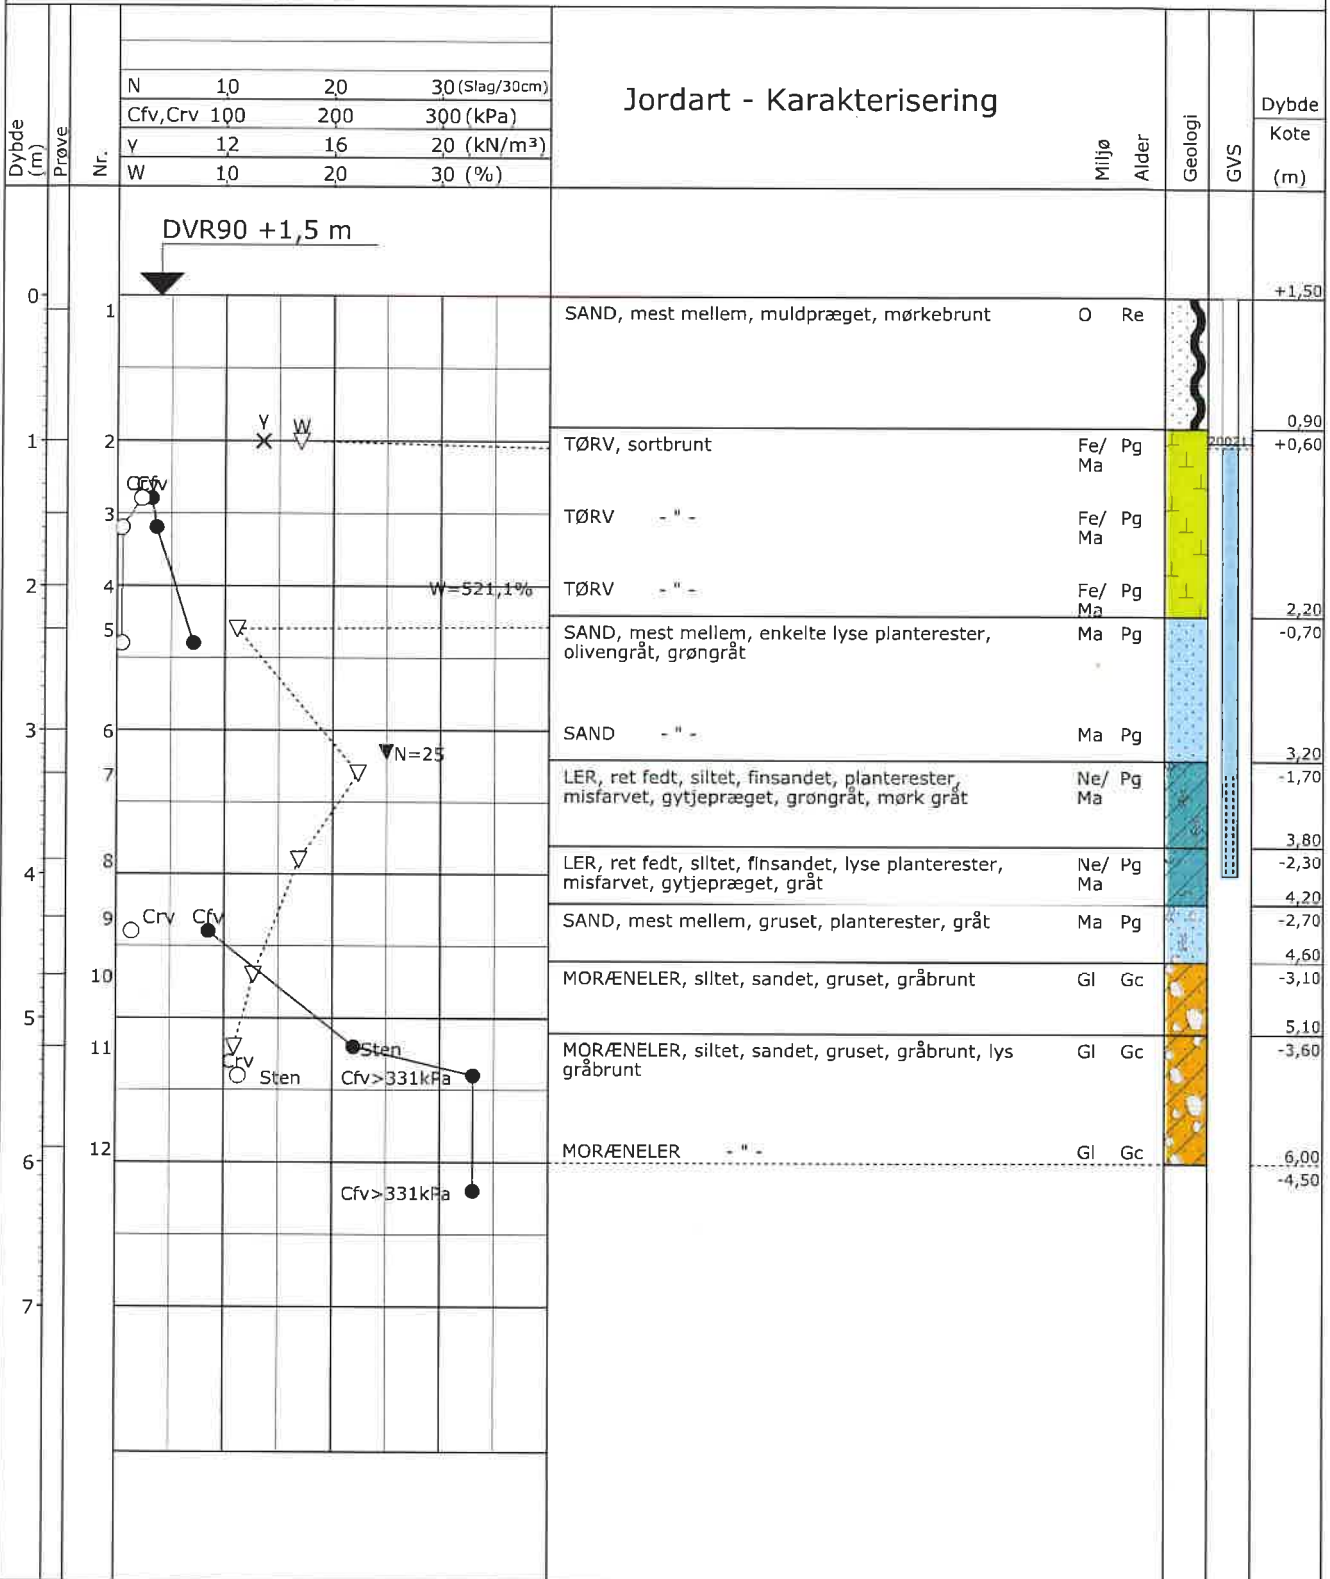 N 10 20 30 (Slag/30cm)
Cfv,Crv 100 200 300 (kPa)
γ 12 16 20 (kN/m³)
W 10 20 30 (%)
Dybde (m)
Prøve
Nr.
Jordart - Karakterisering
Miljø
Alder
Geologi
GVS
Dybde
Kote
(m)
DVR90 +1,5 m
0
+1,50
1 SAND, mest mellem, muldpræget, mørkebrunt O Re
0,90
γ W
1 2 TØRV, sortbrunt Fe/ Pg +0,60
Ma
Crv Cfv
3 TØRV - " - Fe/ Pg
Ma
2 4 W=521,1% TØRV - " - Fe/ Pg
Ma 2,20
5 SAND, mest mellem, enkelte lyse planterester, Ma Pg -0,70
olivengråt, grøngråt
3 6 SAND - " - Ma Pg
N=25 3,20
7 LER, ret fedt, siltet, finsandet, planterester, Ne/ Pg -1,70
misfarvet, gytjepræget, grøngråt, mørk gråt Ma
3,80
8 LER, ret fedt, siltet, finsandet, lyse planterester, Ne/ Pg -2,30
4 misfarvet, gytjepræget, gråt Ma
4,20
9 Crv Cfv SAND, mest mellem, gruset, planterester, gråt Ma Pg -2,70
4,60
10 MORÆNELER, siltet, sandet, gruset, gråbrunt Gl Gc -3,10
5 5,10
11 Sten MORÆNELER, siltet, sandet, gruset, gråbrunt, lys Gl Gc -3,60
Crv gråbrunt
Sten Cfv>331kPa
12 MORÆNELER - " - Gl Gc
6 6,00
-4,50
Cfv>331kPa
7